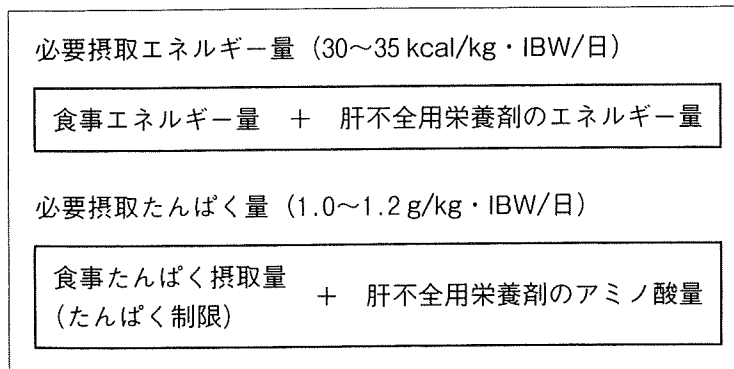 必要摂取エネルギー量（30〜35 kcal/kg・IBW/日）
食事エネルギー量　＋　肝不全用栄養剤のエネルギー量
必要摂取たんぱく量（1.0〜1.2 g/kg・IBW/日）
食事たんぱく摂取量
（たんぱく制限）　＋　肝不全用栄養剤のアミノ酸量